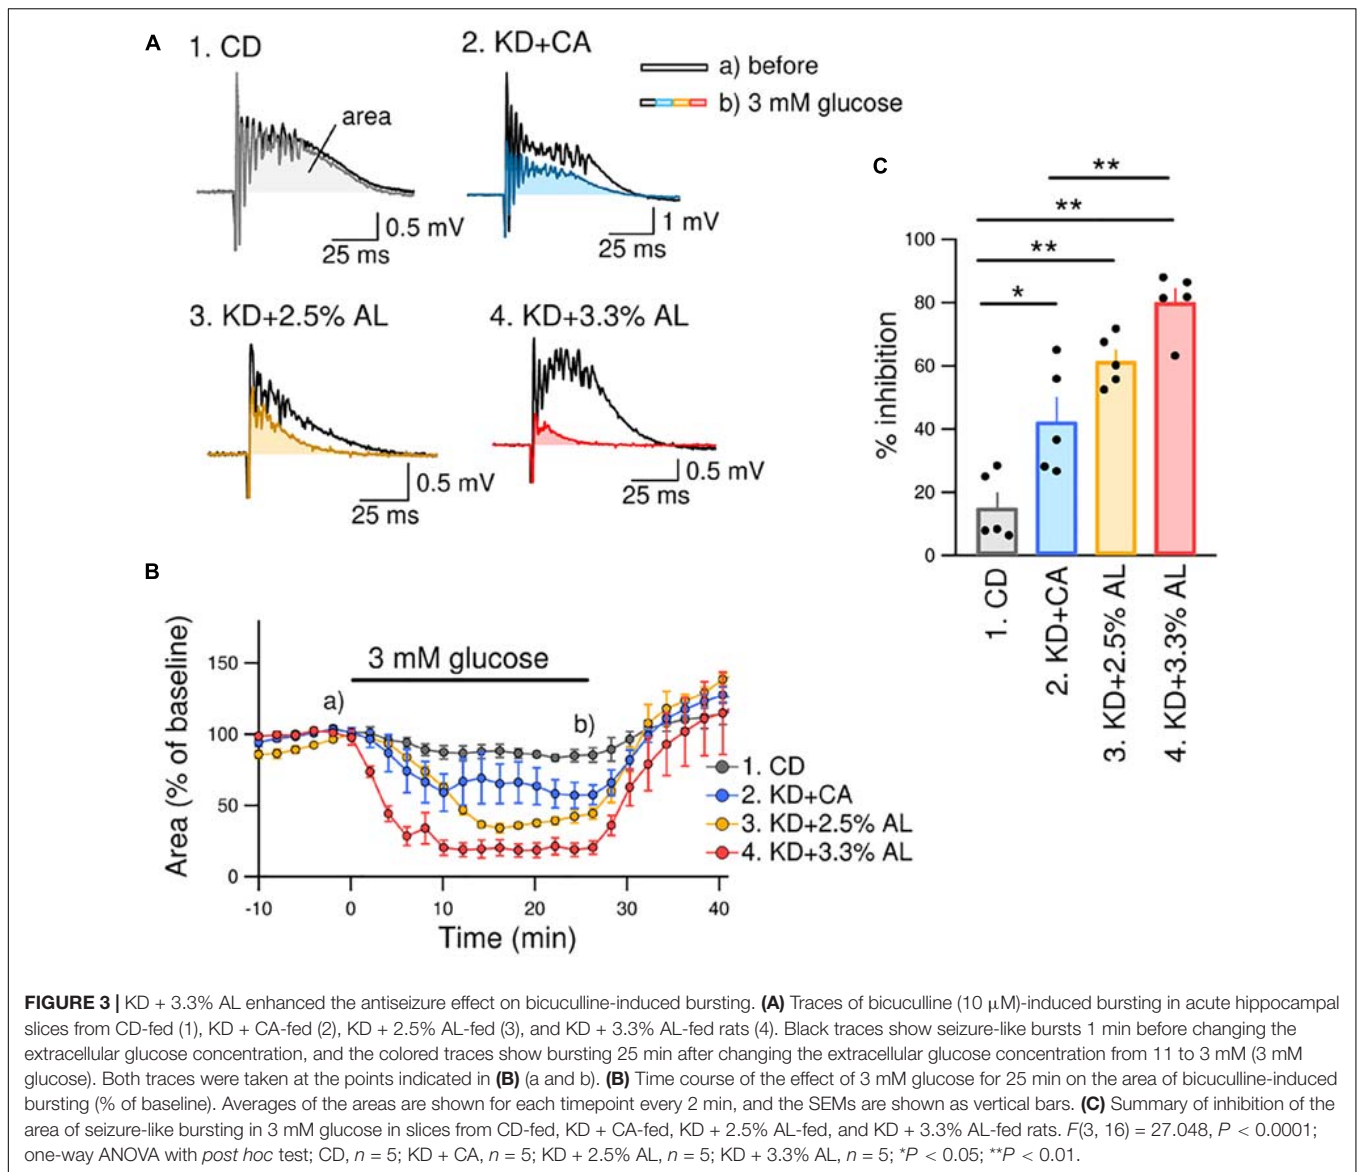 A
1. CD
area
0.5 mV
25 ms
2. KD+CA
1 mV
25 ms
a) before
b) 3 mM glucose
3. KD+2.5% AL
0.5 mV
25 ms
4. KD+3.3% AL
0.5 mV
25 ms
B
Area (% of baseline)
150
100
50
0
3 mM glucose
a)
b)
1. CD
2. KD+CA
3. KD+2.5% AL
4. KD+3.3% AL
-10 0 10 20 30 40
Time (min)
C
**
**
**
*
% inhibition
100
80
60
40
20
0
1. CD
2. KD+CA
3. KD+2.5% AL
4. KD+3.3% AL
FIGURE 3 | KD + 3.3% AL enhanced the antiseizure effect on bicuculline-induced bursting. (A) Traces of bicuculline (10 μM)-induced bursting in acute hippocampal
slices from CD-fed (1), KD + CA-fed (2), KD + 2.5% AL-fed (3), and KD + 3.3% AL-fed rats (4). Black traces show seizure-like bursts 1 min before changing the
extracellular glucose concentration, and the colored traces show bursting 25 min after changing the extracellular glucose concentration from 11 to 3 mM (3 mM
glucose). Both traces were taken at the points indicated in (B) (a and b). (B) Time course of the effect of 3 mM glucose for 25 min on the area of bicuculline-induced
bursting (% of baseline). Averages of the areas are shown for each timepoint every 2 min, and the SEMs are shown as vertical bars. (C) Summary of inhibition of the
area of seizure-like bursting in 3 mM glucose in slices from CD-fed, KD + CA-fed, KD + 2.5% AL-fed, and KD + 3.3% AL-fed rats. F(3, 16) = 27.048, P < 0.0001;
one-way ANOVA with post hoc test; CD, n = 5; KD + CA, n = 5; KD + 2.5% AL, n = 5; KD + 3.3% AL, n = 5; *P < 0.05; **P < 0.01.